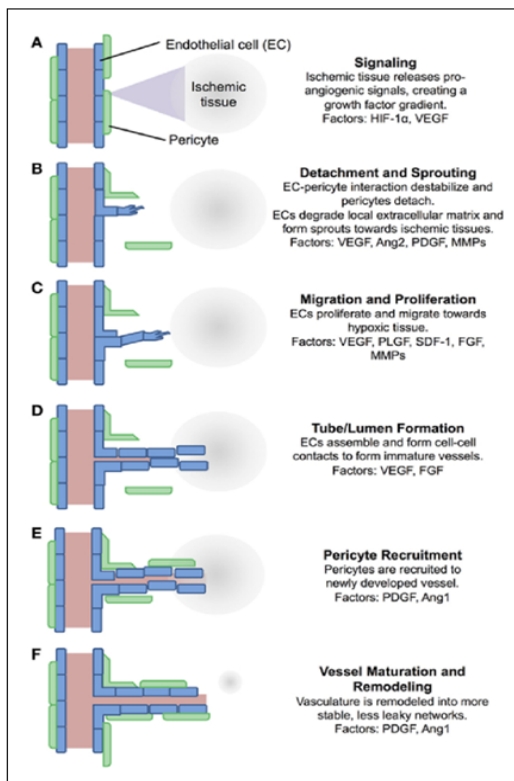 A
Endothelial cell (EC)
Ischemic
tissue
Pericyte
Signaling
Ischemic tissue releases pro-
angiogenic signals, creating a
growth factor gradient.
Factors: HIF-1α, VEGF
B
Detachment and Sprouting
EC-pericyte interaction destabilize and
pericytes detach.
ECs degrade local extracellular matrix and
form sprouts towards ischemic tissues.
Factors: VEGF, Ang2, PDGF, MMPs
C
Migration and Proliferation
ECs proliferate and migrate towards
hypoxic tissue.
Factors: VEGF, PLGF, SDF-1, FGF,
MMPs
D
Tube/Lumen Formation
ECs assemble and form cell-cell
contacts to form immature vessels.
Factors: VEGF, FGF
E
Pericyte Recruitment
Pericytes are recruited to
newly developed vessel.
Factors: PDGF, Ang1
F
Vessel Maturation and
Remodeling
Vasculature is remodeled into more
stable, less leaky networks.
Factors: PDGF, Ang1